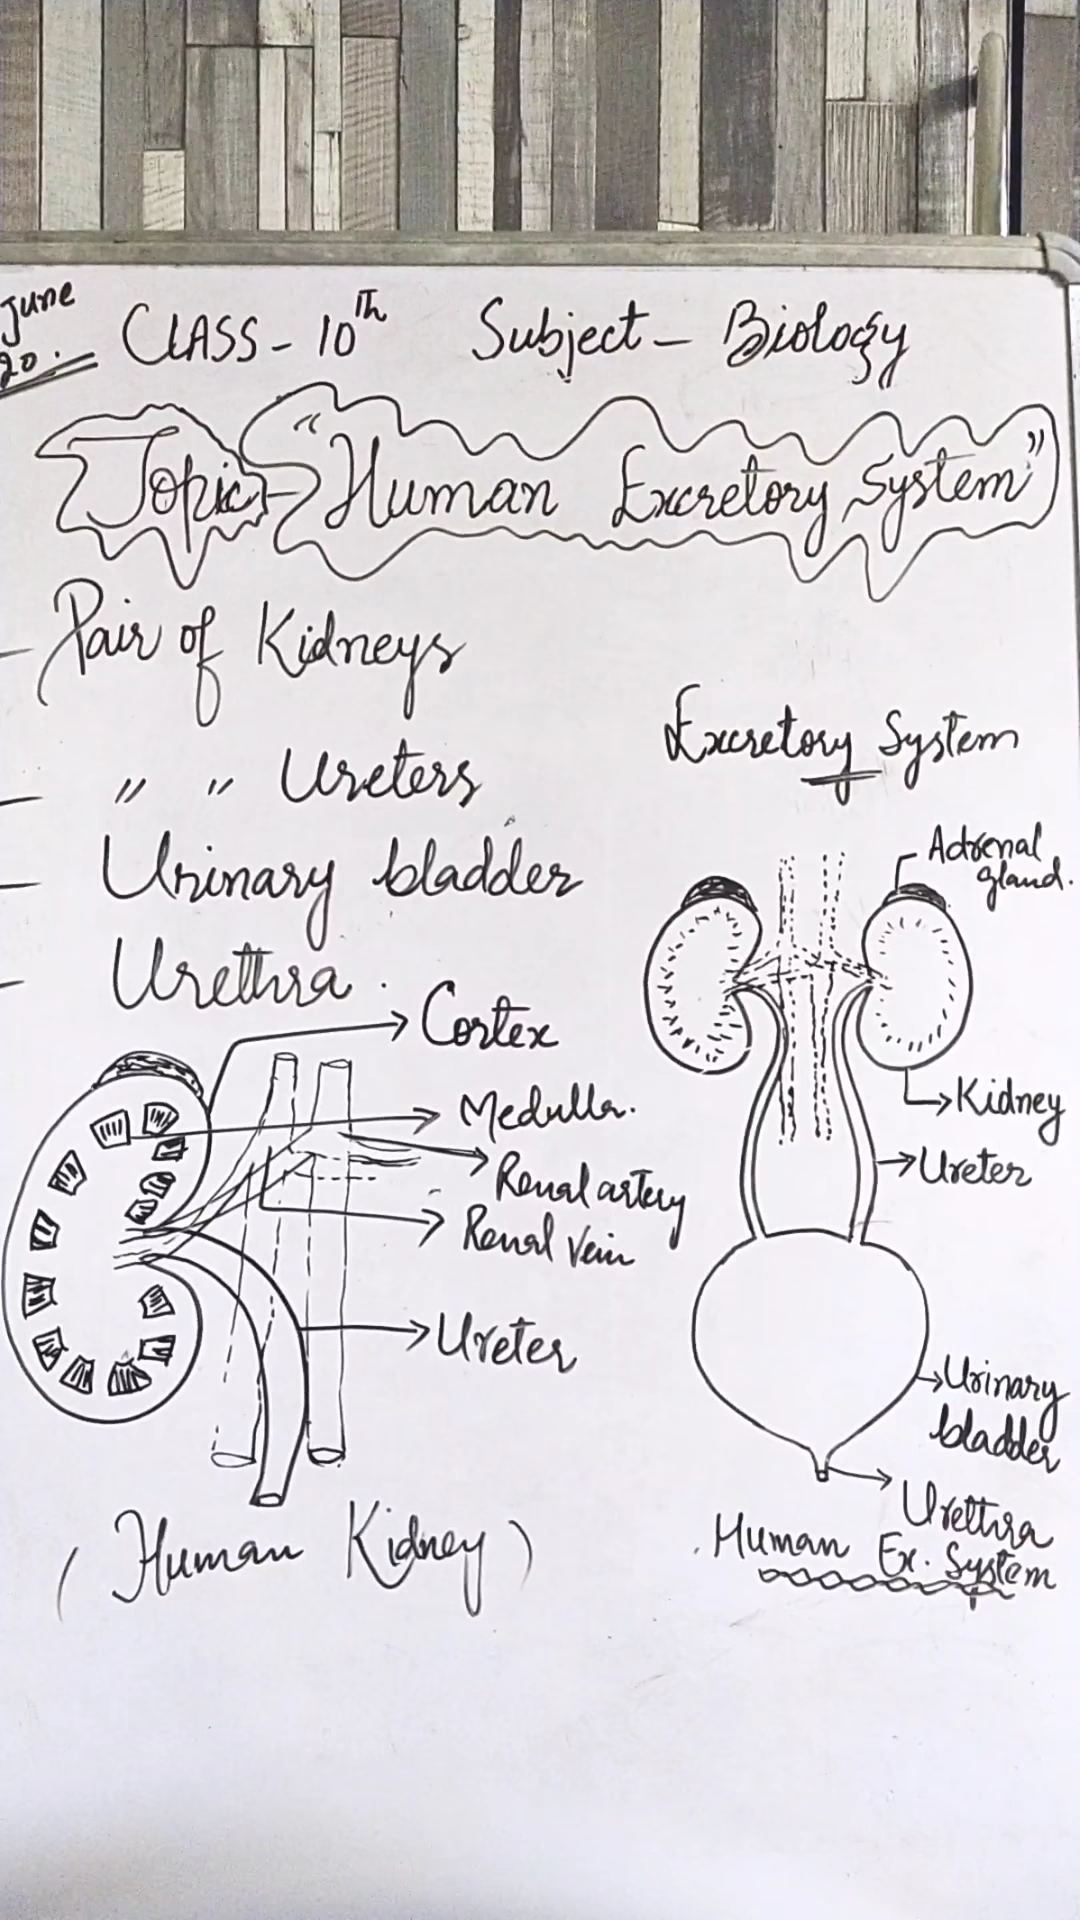 June
20.
CLASS - 10th Subject - Biology
Topic - "Human Excretory System"
- Pair of Kidneys
- " " Ureters
- Urinary bladder
- Urethra.
Cortex
Medulla.
Renal artery
Renal Vein
Ureter
(Human Kidney)
Excretory System
Adrenal
gland.
Kidney
Ureter
Urinary
bladder
Urethra
Human Ex. System